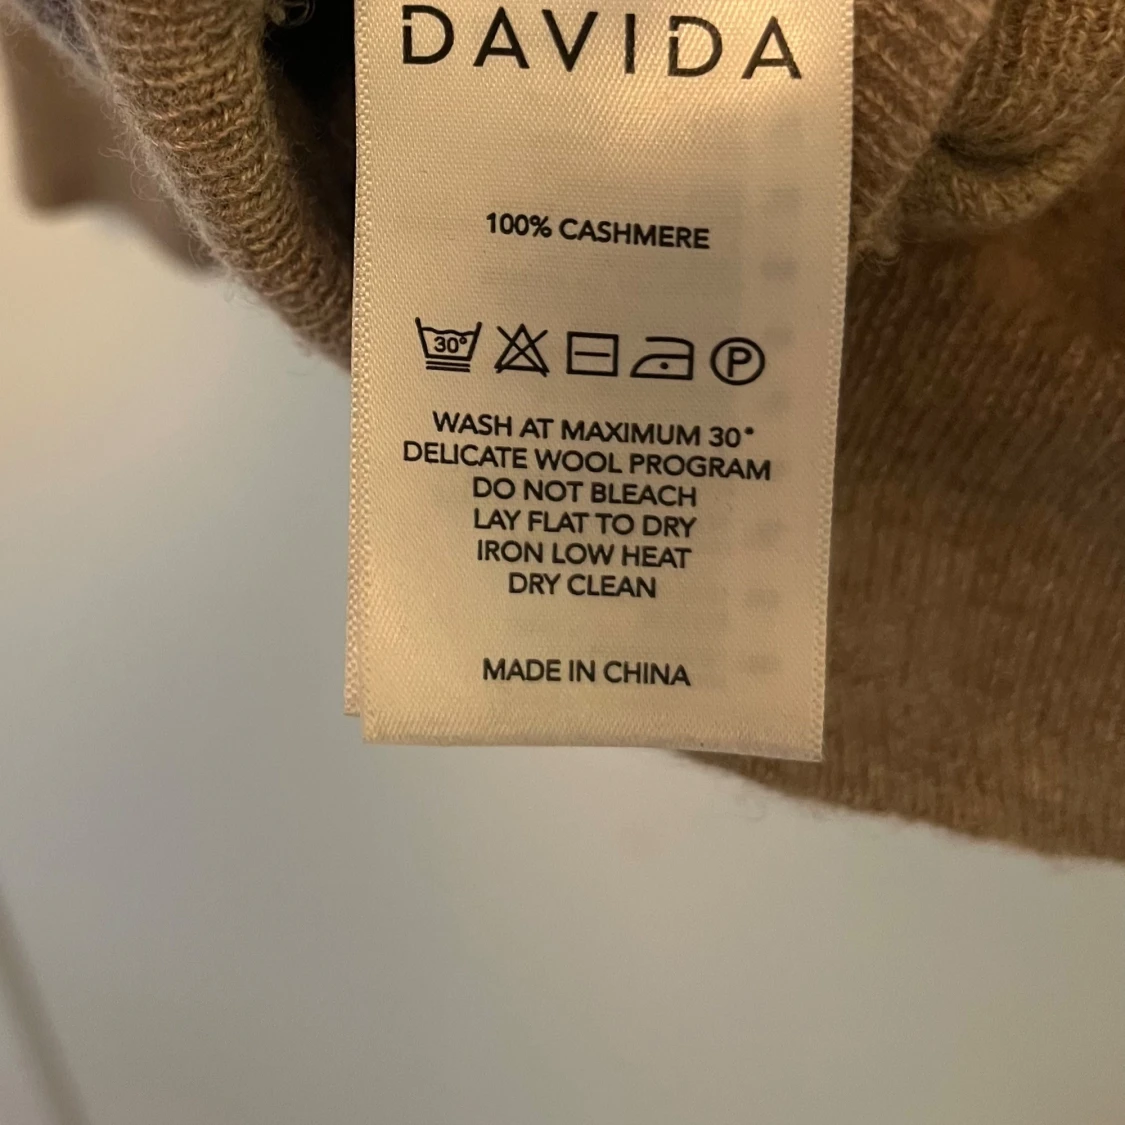 DAVIDA
100% CASHMERE
30°
P
WASH AT MAXIMUM 30°
DELICATE WOOL PROGRAM
DO NOT BLEACH
LAY FLAT TO DRY
IRON LOW HEAT
DRY CLEAN
MADE IN CHINA